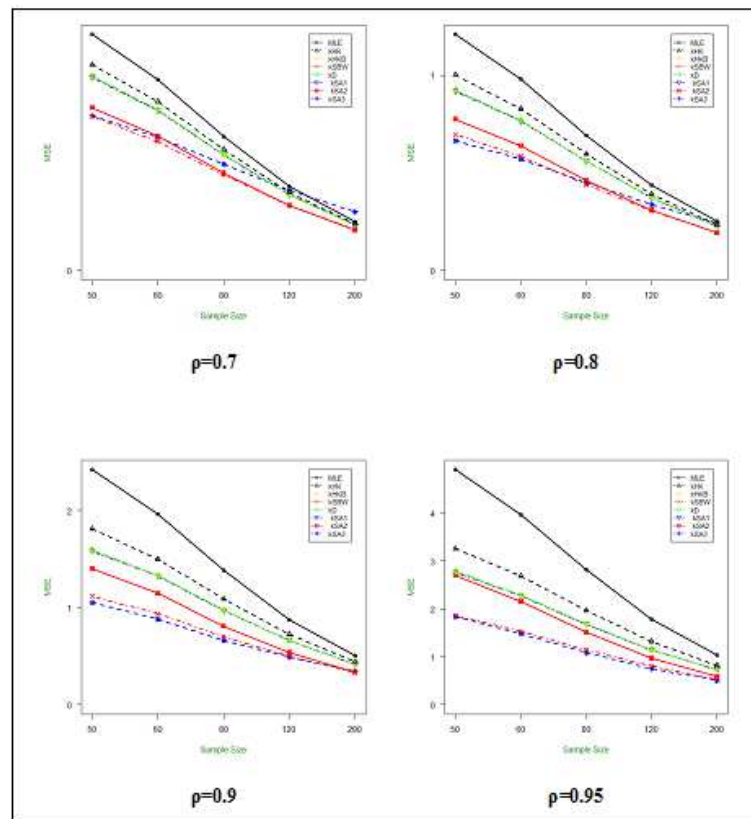 MLE
kHK
kHKB
kSBW
kD
kSA1
kSA2
kSA3
MSE
0
50
60
80
120
200
Sample Size
ρ=0.7
MLE
kHK
kHKB
kSBW
kD
kSA1
kSA2
kSA3
MSE
1
0
50
60
80
120
200
Sample Size
ρ=0.8
MLE
kHK
kHKB
kSBW
kD
kSA1
kSA2
kSA3
MSE
2
1
0
50
60
80
120
200
Sample Size
ρ=0.9
MLE
kHK
kHKB
kSBW
kD
kSA1
kSA2
kSA3
MSE
4
3
2
1
0
50
60
80
120
200
Sample Size
ρ=0.95